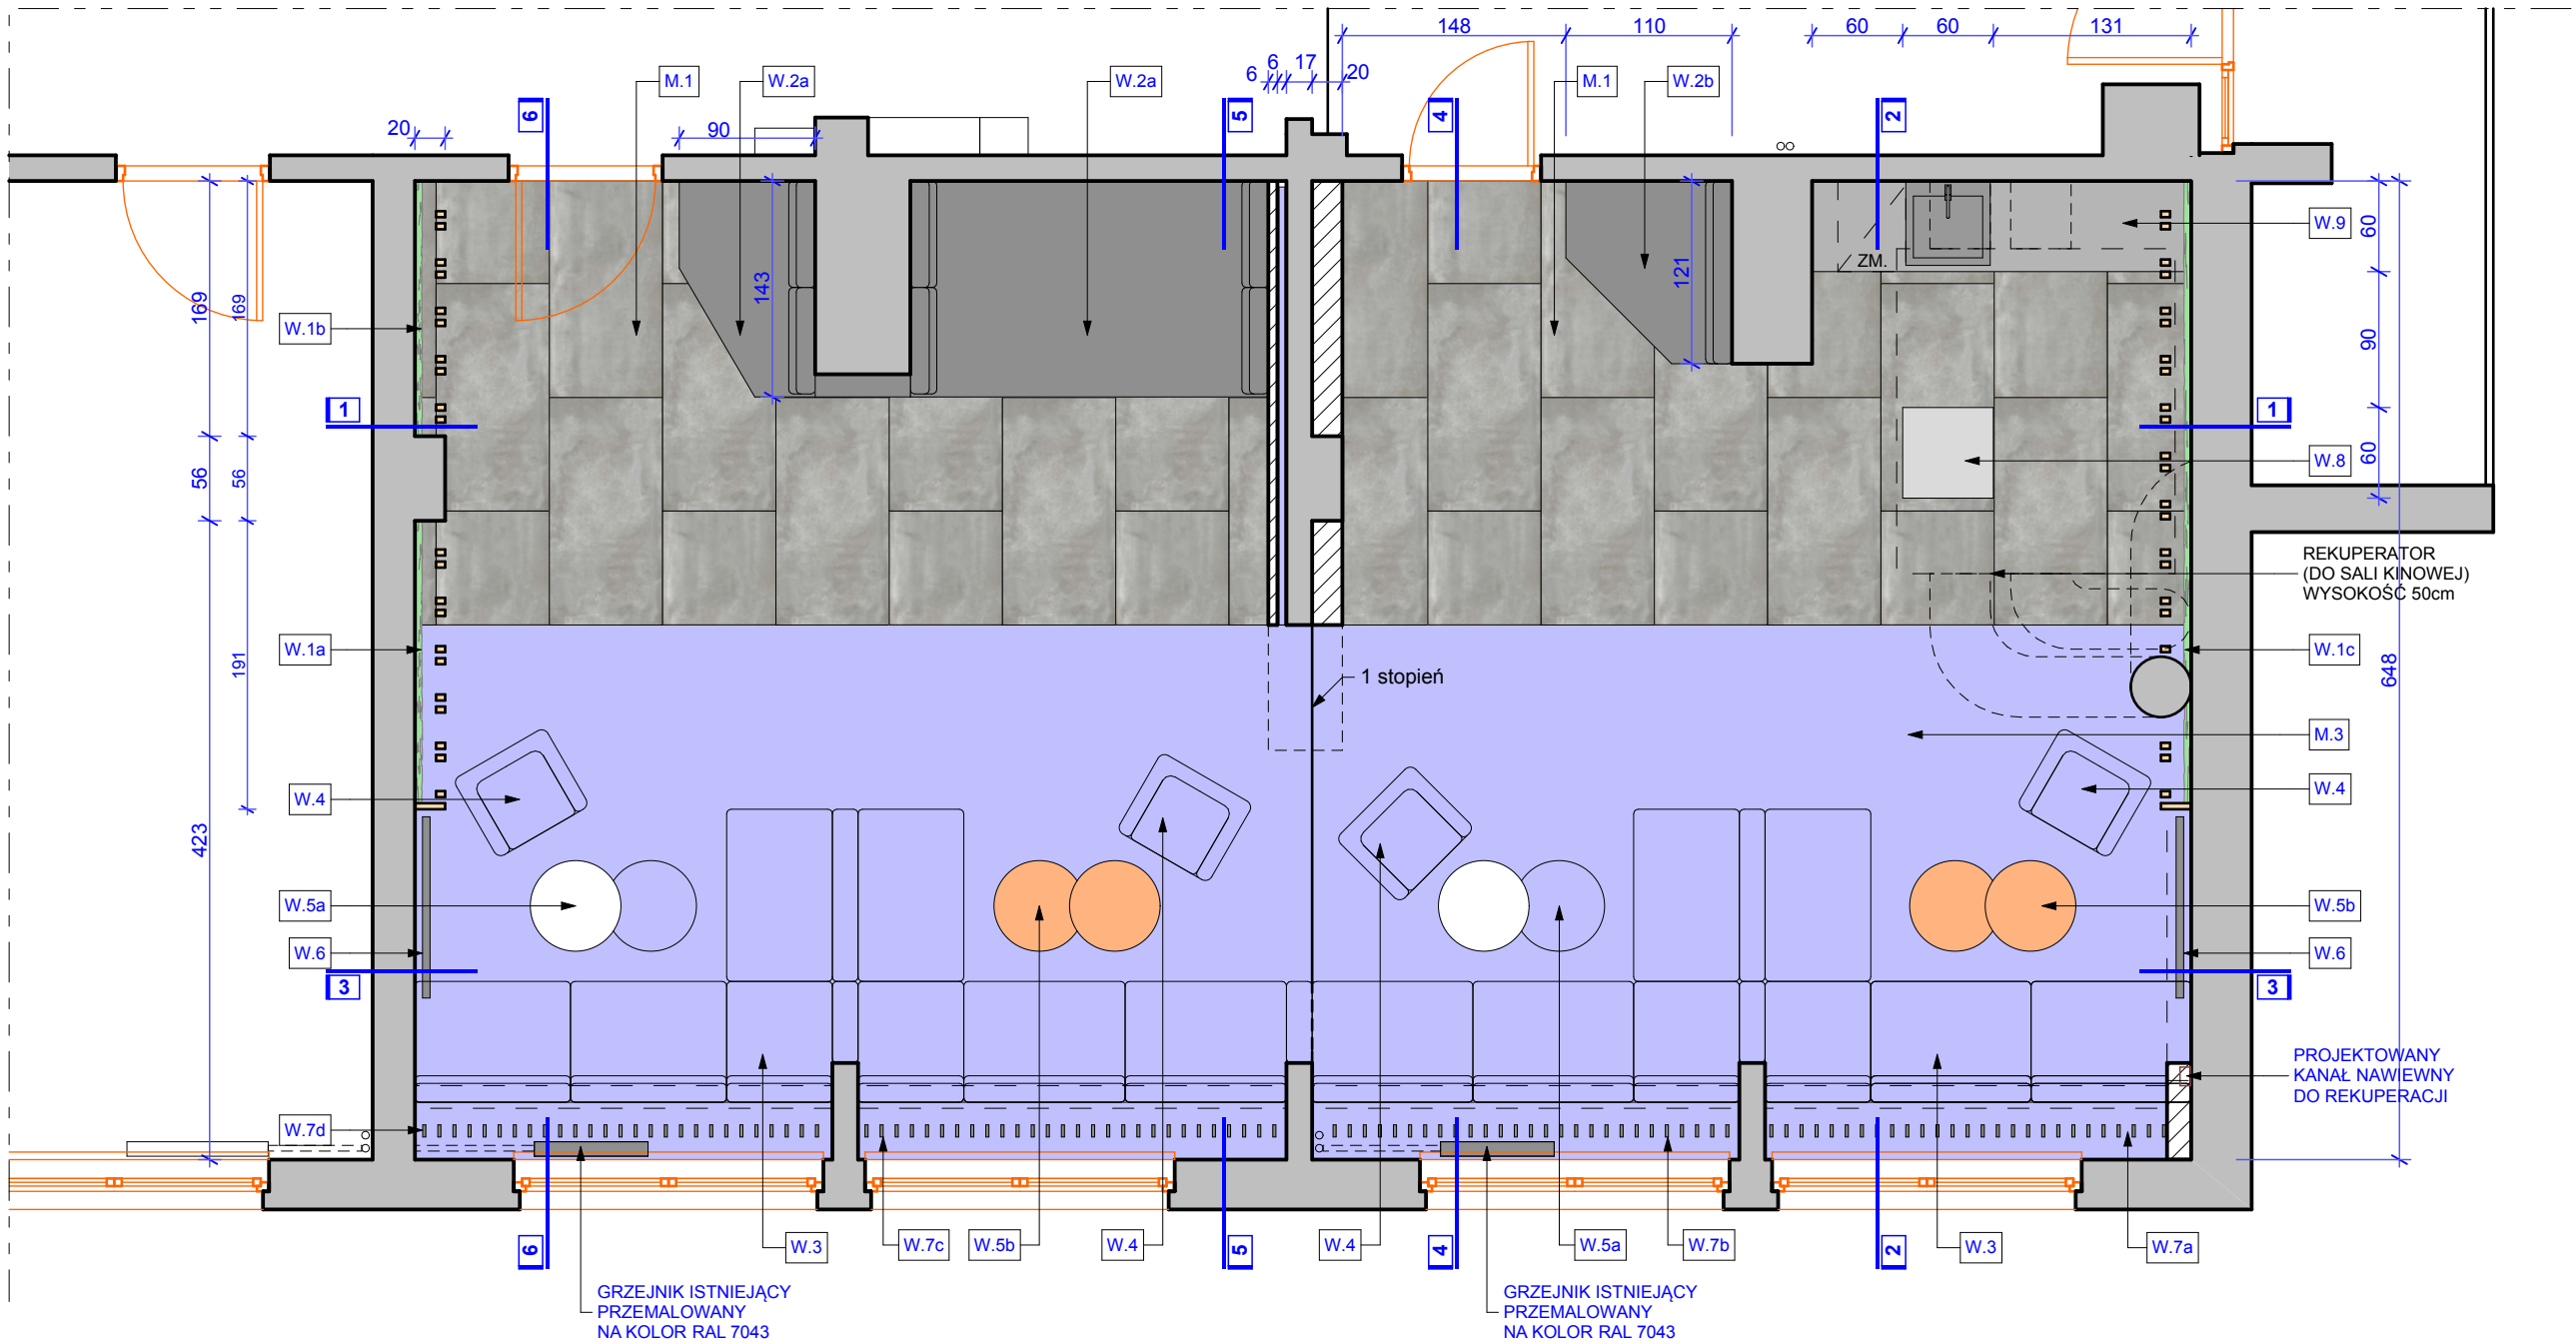 148
110
60
60
131
6
6
17
20
M.1
W.2a
W.2a
M.1
W.2b
6
5
4
2
20
90
169
169
143
121
ZM.
W.9
60
648
W.1b
90
1
1
56
56
W.8
60
REKUPERATOR
(DO SALI KINOWEJ)
WYSOKOŚĆ 50cm
W.1a
191
1 stopień
W.1c
M.3
W.4
W.4
423
W.5a
W.5b
W.6
W.6
3
3
PROJEKTOWANY
KANAŁ NAWIEWNY
DO REKUPERACJI
W.7d
6
W.3
W.7c
W.5b
W.4
5
W.4
4
W.5a
W.7b
2
W.3
W.7a
GRZEJNIK ISTNIEJĄCY
PRZEMALOWANY
NA KOLOR RAL 7043
GRZEJNIK ISTNIEJĄCY
PRZEMALOWANY
NA KOLOR RAL 7043